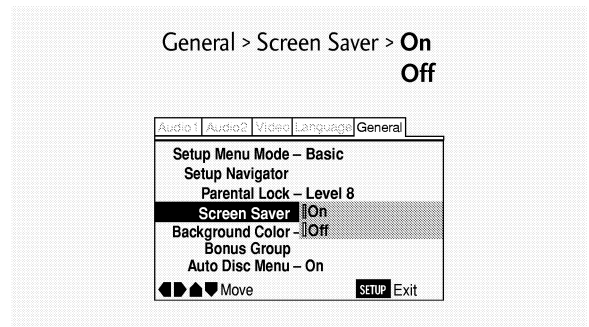 General > Screen Saver > On
Off
Audio1 Audio2 Video Language General
Setup Menu Mode – Basic
Setup Navigator
Parental Lock – Level 8
Screen Saver On
Background Color – Off
Bonus Group
Auto Disc Menu – On
Move SETUP Exit